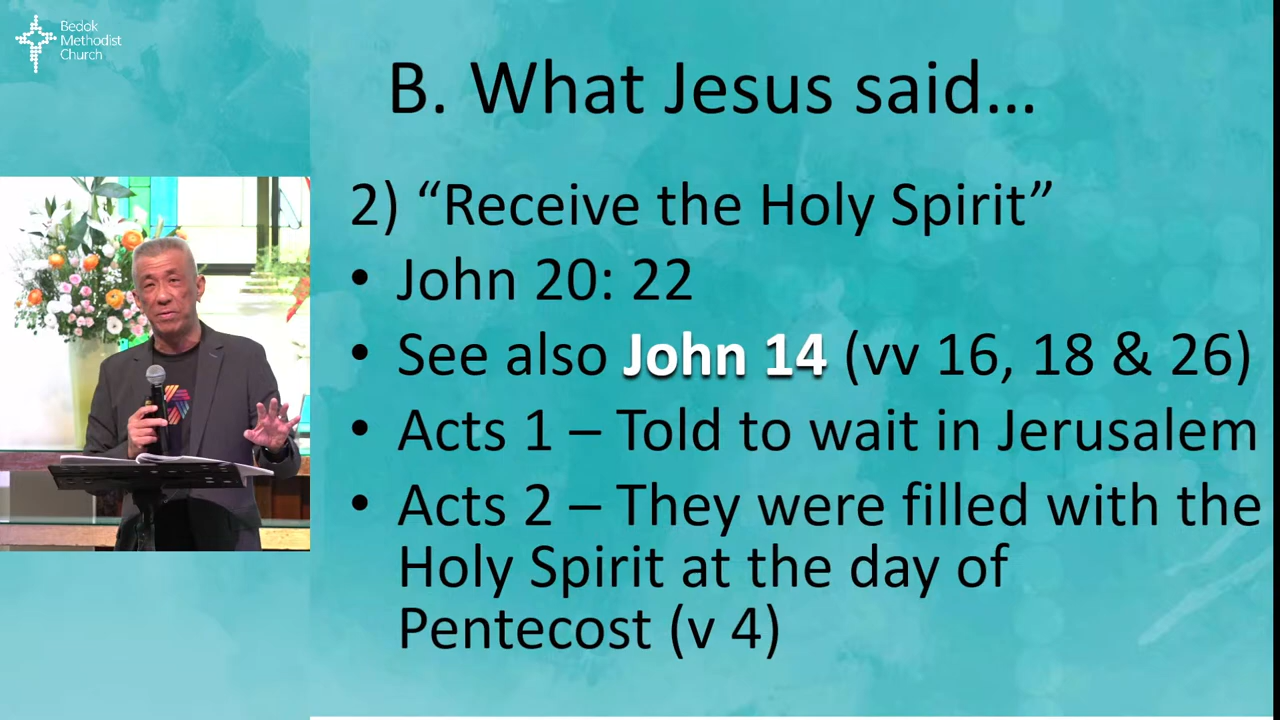 Bedok
Methodist
Church
B. What Jesus said...
2) “Receive the Holy Spirit”
• John 20: 22
• See also John 14 (vv 16, 18 & 26)
• Acts 1 – Told to wait in Jerusalem
• Acts 2 – They were filled with the
Holy Spirit at the day of
Pentecost (v 4)